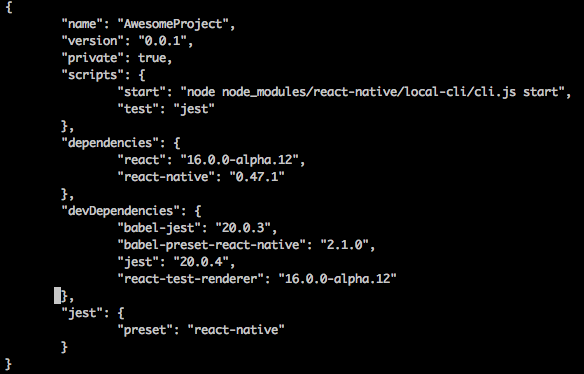 {
"name": "AwesomeProject",
"version": "0.0.1",
"private": true,
"scripts": {
"start": "node node_modules/react-native/local-cli/cli.js start",
"test": "jest"
},
"dependencies": {
"react": "16.0.0-alpha.12",
"react-native": "0.47.1"
},
"devDependencies": {
"babel-jest": "20.0.3",
"babel-preset-react-native": "2.1.0",
"jest": "20.0.4",
"react-test-renderer": "16.0.0-alpha.12"
},
"jest": {
"preset": "react-native"
}
}